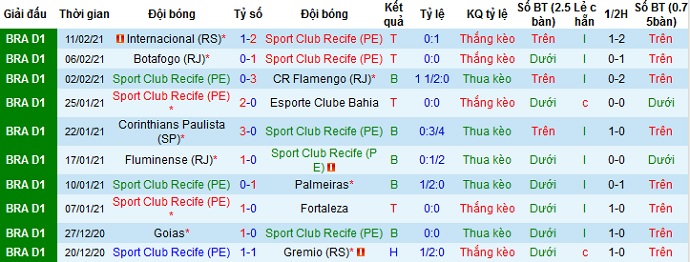 Giải đấu Thời gian Đội bóng Tỷ số Đội bóng Kết quả Tỷ lệ KQ tỷ lệ Số BT (2.5 bàn) Lẻ chẵn 1/2H Số BT (0.75bàn)
BRA D1 11/02/21 Internacional (RS)* 1-2 Sport Club Recife (PE) T 0:1 Thắng kèo Trên l 1-2 Trên
BRA D1 06/02/21 Botafogo (RJ)* 0-1 Sport Club Recife (PE) T 0:0 Thắng kèo Dưới l 0-1 Trên
BRA D1 02/02/21 Sport Club Recife (PE) 0-3 CR Flamengo (RJ)* B 1 1/2:0 Thua kèo Trên l 0-2 Trên
BRA D1 25/01/21 Sport Club Recife (PE)* 2-0 Esporte Clube Bahia T 0:0 Thắng kèo Dưới c 0-0 Dưới
BRA D1 22/01/21 Corinthians Paulista (SP)* 3-0 Sport Club Recife (PE) B 0:3/4 Thua kèo Trên l 1-0 Trên
BRA D1 17/01/21 Fluminense (RJ)* 1-0 Sport Club Recife (PE) B 0:1/2 Thua kèo Dưới l 0-0 Dưới
BRA D1 10/01/21 Sport Club Recife (PE) 0-1 Palmeiras* B 1/2:0 Thua kèo Dưới l 0-1 Trên
BRA D1 07/01/21 Sport Club Recife (PE)* 1-0 Fortaleza T 0:0 Thắng kèo Dưới l 1-0 Trên
BRA D1 27/12/20 Goias* 1-0 Sport Club Recife (PE) B 0:0 Thua kèo Dưới l 1-0 Trên
BRA D1 20/12/20 Sport Club Recife (PE) 1-1 Gremio (RS)* H 1/2:0 Thắng kèo Dưới c 1-0 Trên